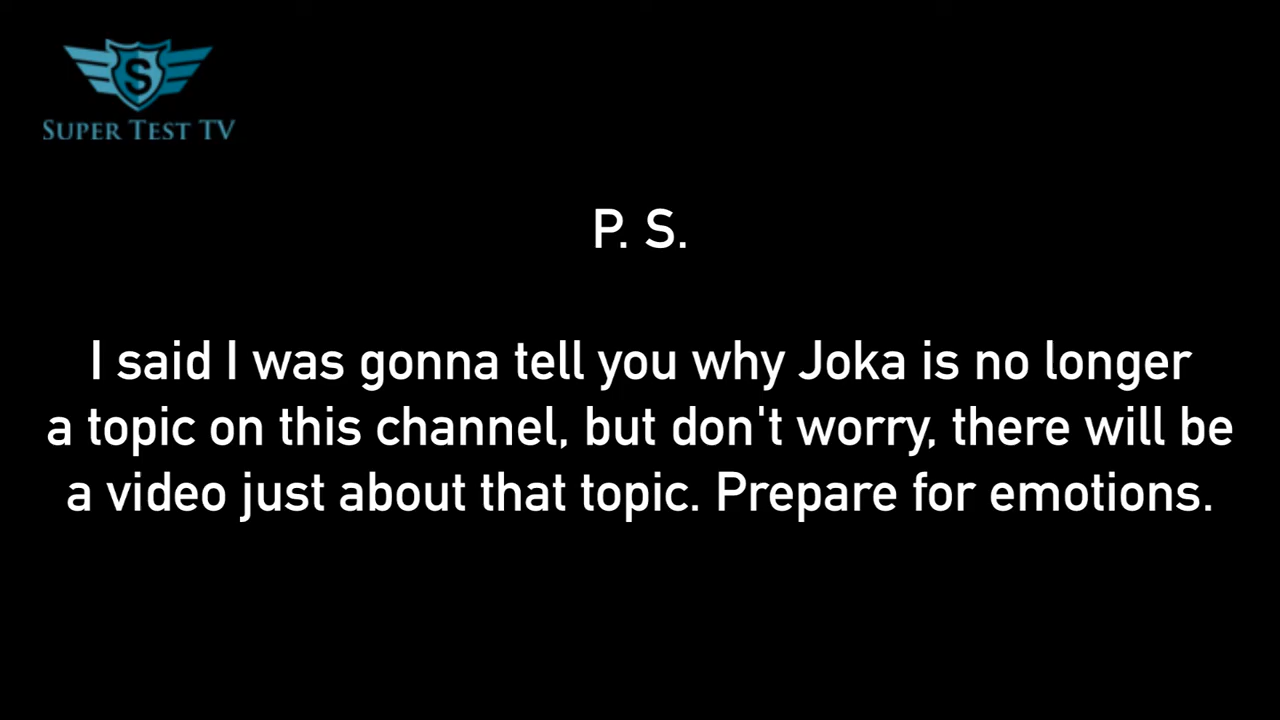 S
SUPER TEST TV
P. S.
I said I was gonna tell you why Joka is no longer
a topic on this channel, but don't worry, there will be
a video just about that topic. Prepare for emotions.